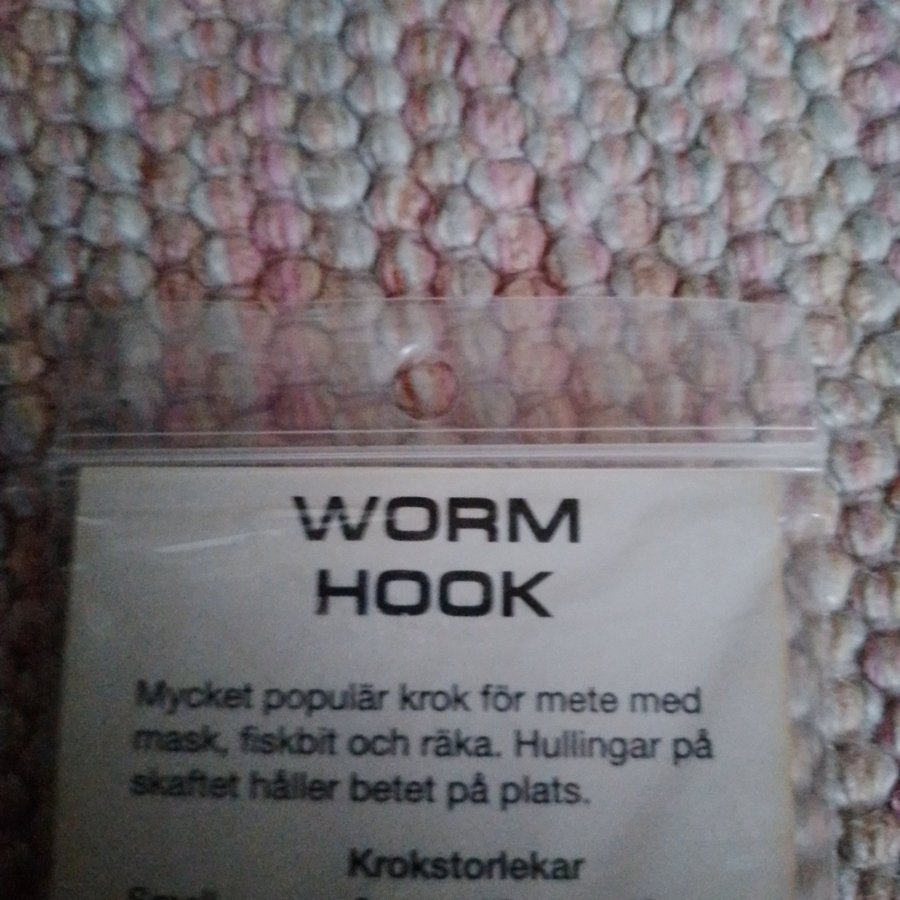 WORM
HOOK
Mycket populär krok för mete med
mask, fiskbit och räka. Hullingar på
skaftet håller betet på plats.
Krokstorlekar